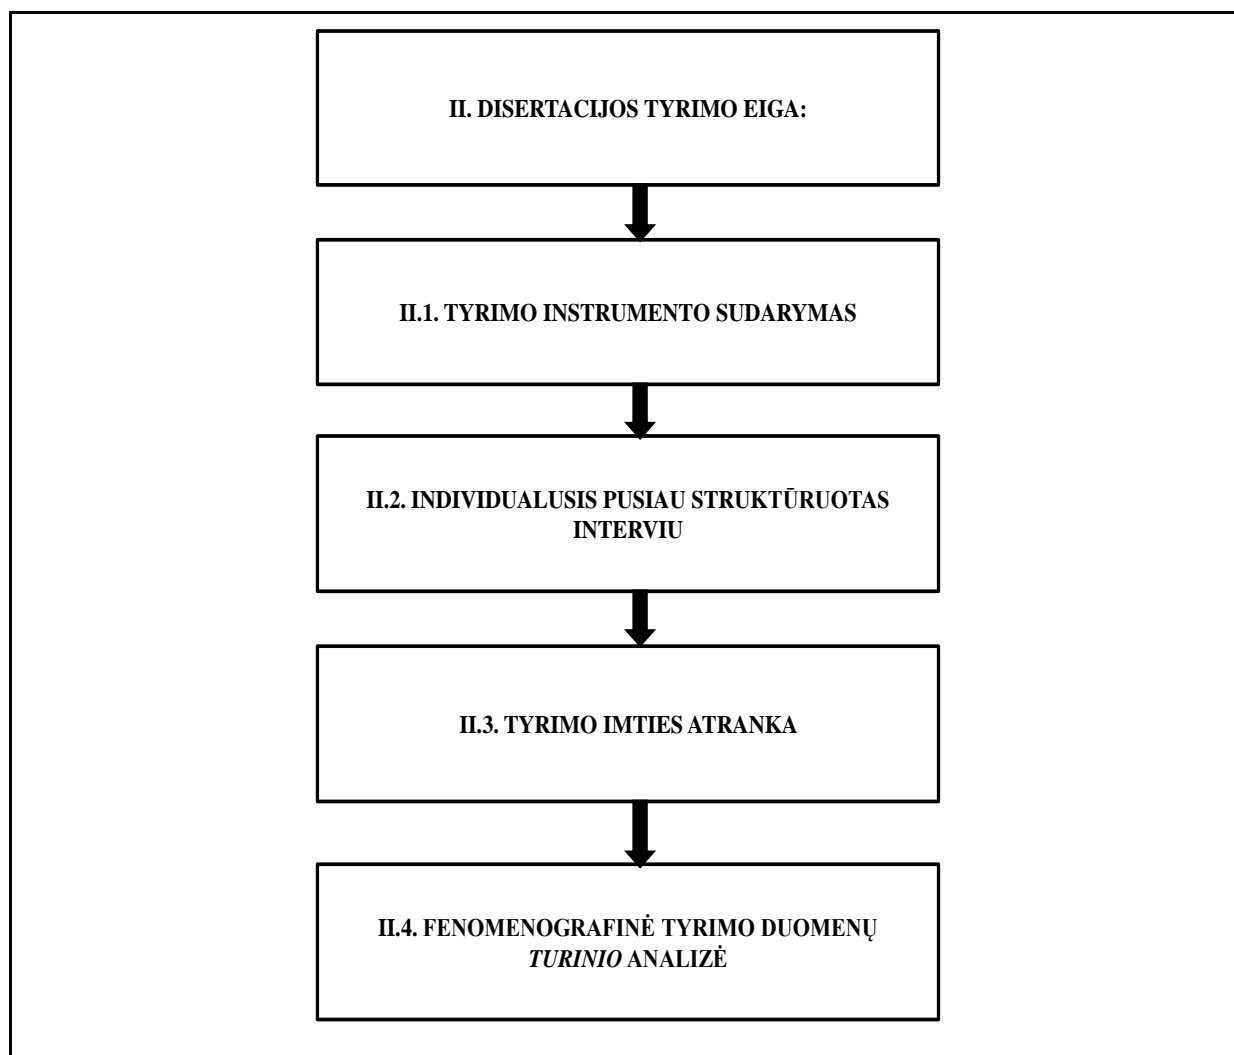 II. DISERTACIJOS TYRIMO EIGA:
II.1. TYRIMO INSTRUMENTO SUDARYMAS
II.2. INDIVIDUALUSIS PUSIAU STRUKTŪRUOTAS
INTERVIU
II.3. TYRIMO IMTIES ATRANKA
II.4. FENOMENOGRAFINĖ TYRIMO DUOMENŲ
TURINIO ANALIZĖ